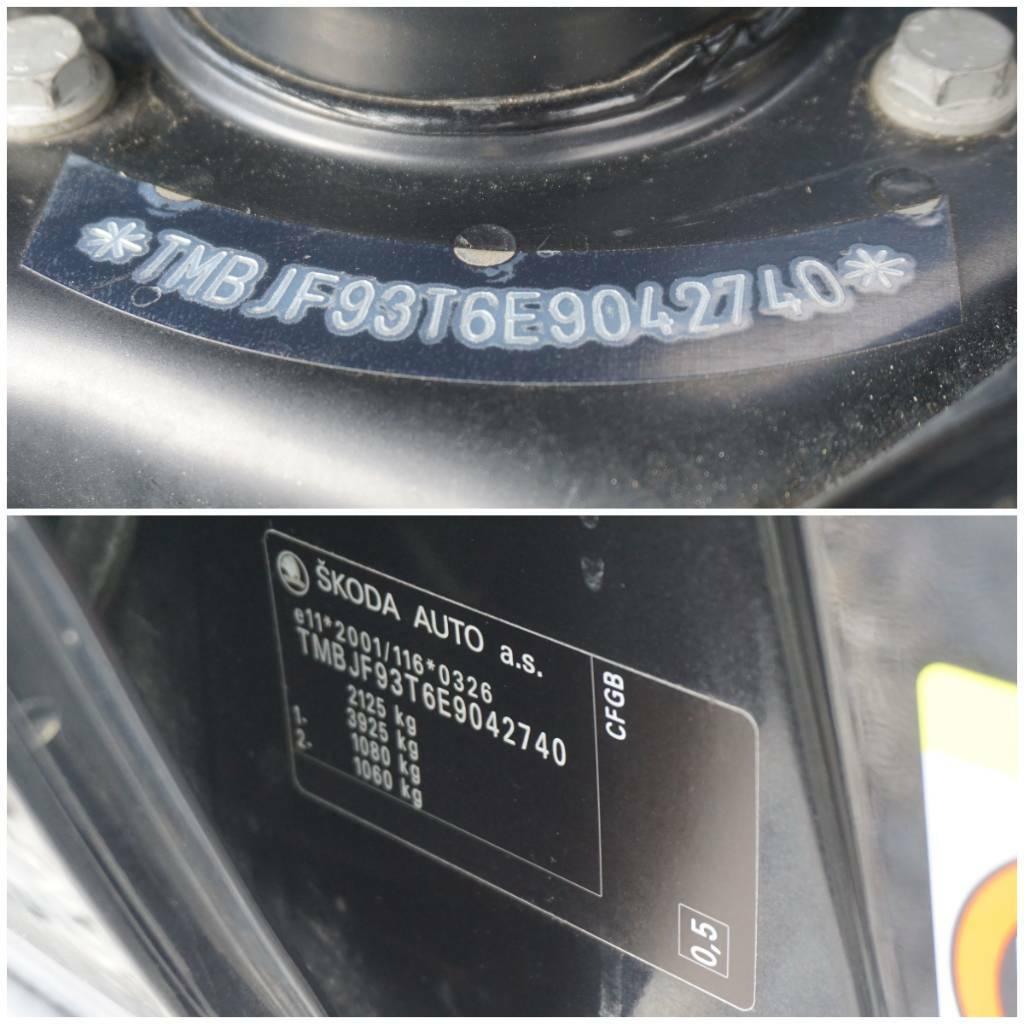 *TMBJF93T6E9042740*
ŠKODA AUTO a.s.
e11*2001/116*0326
TMBJF93T6E9042740
2125 kg
3925 kg
1- 1080 kg
2- 1060 kg
CFGB
0,5